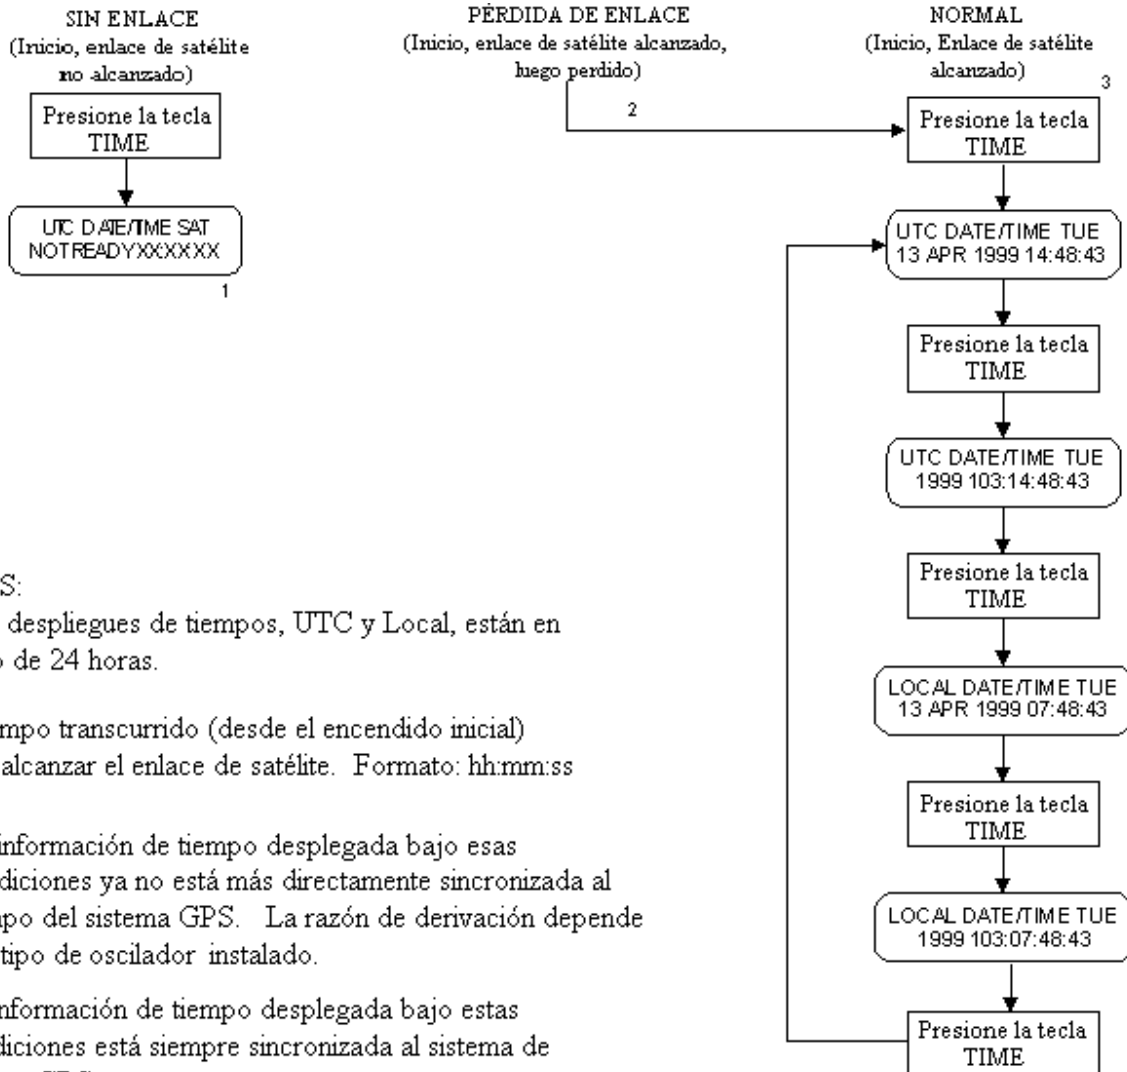 SIN ENLACE
(Inicio, enlace de satélite
no alcanzado)
Presione la tecla
TIME
UTC DATE/TIME SAT
NOTREADYXXXXXX
1
PÉRDIDA DE ENLACE
(Inicio, enlace de satélite alcanzado,
luego perdido)
2
NORMAL
(Inicio, Enlace de satélite
alcanzado)
3
Presione la tecla
TIME
UTC DATE/TIME TUE
13 APR 1999 14:48:43
Presione la tecla
TIME
UTC DATE/TIME TUE
1999 103:14:48:43
Presione la tecla
TIME
LOCAL DATE/TIME TUE
13 APR 1999 07:48:43
Presione la tecla
TIME
LOCAL DATE/TIME TUE
1999 103:07:48:43
Presione la tecla
TIME
S:
despliegues de tiempos, UTC y Local, están en
de 24 horas.
mpo transcurrido (desde el encendido inicial)
alcanzar el enlace de satélite. Formato: hh:mm:ss
información de tiempo desplegada bajo esas
diciones ya no está más directamente sincronizada al
po del sistema GPS. La razón de derivación depende
tipo de oscilador instalado.
nformación de tiempo desplegada bajo estas
diciones está siempre sincronizada al sistema de